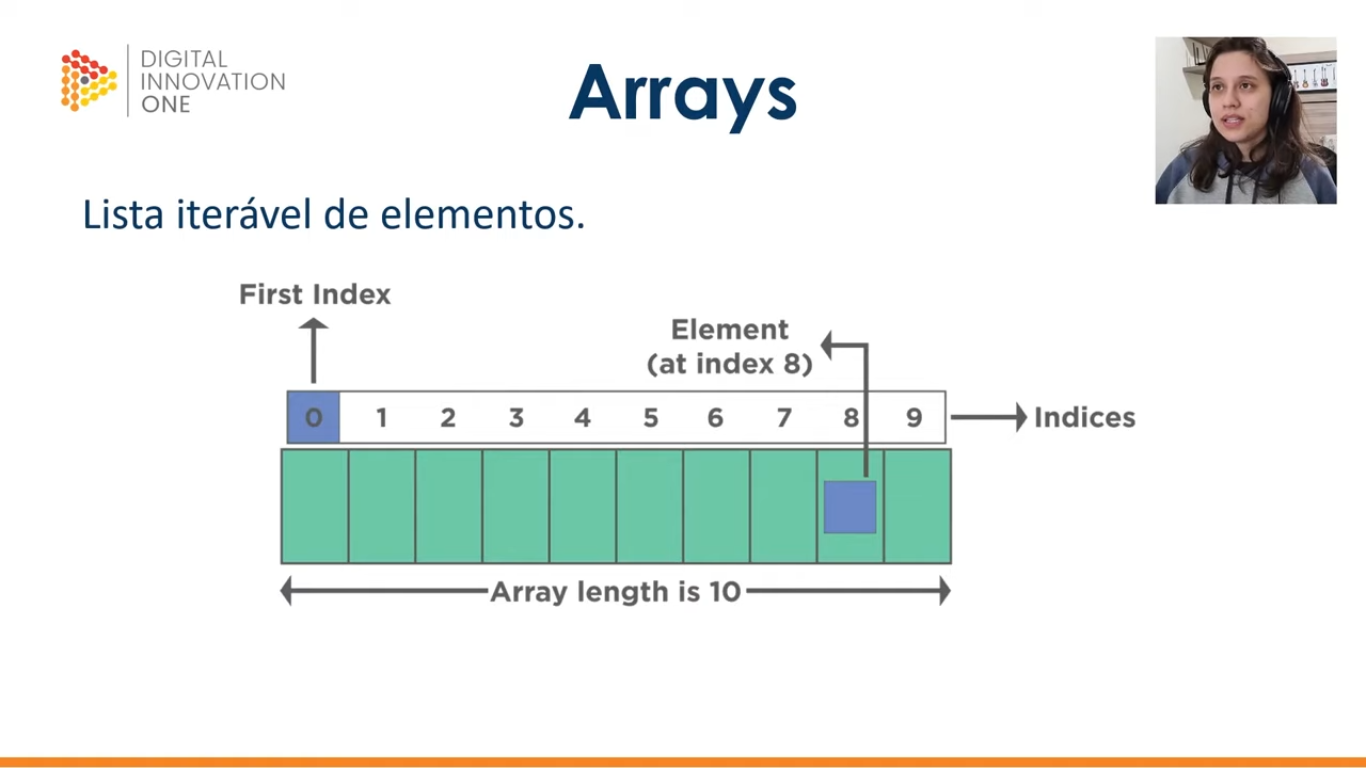 DIGITAL
INNOVATION
ONE
Arrays
Lista iterável de elementos.
First Index
Element
(at index 8)
0 1 2 3 4 5 6 7 8 9
Indices
Array length is 10